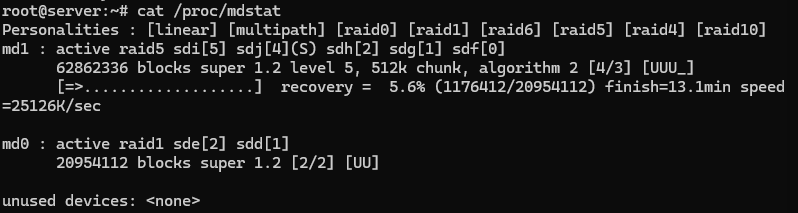 root@server:~# cat /proc/mdstat
Personalities : [linear] [multipath] [raid0] [raid1] [raid6] [raid5] [raid4] [raid10]
md1 : active raid5 sdi[5] sdj[4](S) sdh[2] sdg[1] sdf[0]
      62862336 blocks super 1.2 level 5, 512k chunk, algorithm 2 [4/3] [UUU_]
      [=>...................]  recovery =  5.6% (1176412/20954112) finish=13.1min speed
=25126K/sec

md0 : active raid1 sde[2] sdd[1]
      20954112 blocks super 1.2 [2/2] [UU]

unused devices: <none>